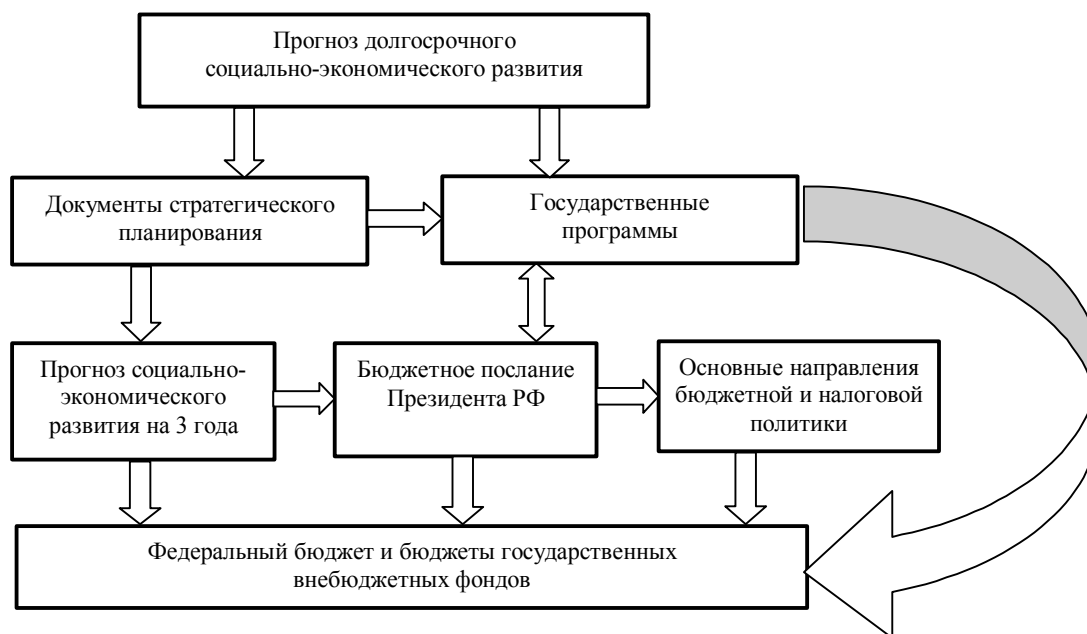 Прогноз долгосрочного
социально-экономического развития
Документы стратегического
планирования
Государственные
программы
Прогноз социально-
экономического
развития на 3 года
Бюджетное послание
Президента РФ
Основные направления
бюджетной и налоговой
политики
Федеральный бюджет и бюджеты государственных
внебюджетных фондов